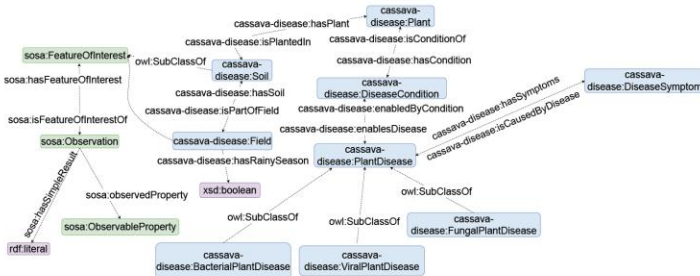 cassava-
disease:hasPlant
cassava-
disease:Plant
cassava-disease:isPlantedIn
cassava-disease:isConditionOf
sosa:FeatureOfInterest
owl:SubClassOf
cassava-
disease:Soil
cassava-disease:hasCondition
sosa:hasFeatureOfInterest
cassava-disease:hasSoil
cassava-
disease:DiseaseCondition
cassava-
disease:DiseaseSymptom
cassava-disease:hasSymptoms
cassava-disease:isCausedByDisease
cassava-disease:isPartOfField
cassava-disease:enabledByCondition
sosa:isFeatureOfInterestOf
cassava-disease:enablesDisease
sosa:Observation
cassava-disease:Field
cassava-
disease:PlantDisease
cassava-disease:hasRainySeason
sosa:hasSimpleResult
sosa:observedProperty
xsd:boolean
owl:SubClassOf
owl:SubClassOf
owl:SubClassOf
sosa:ObservableProperty
cassava-
disease:FungalPlantDisease
rdf:literal
cassava-
disease:BacterialPlantDisease
cassava-
disease:ViralPlantDisease